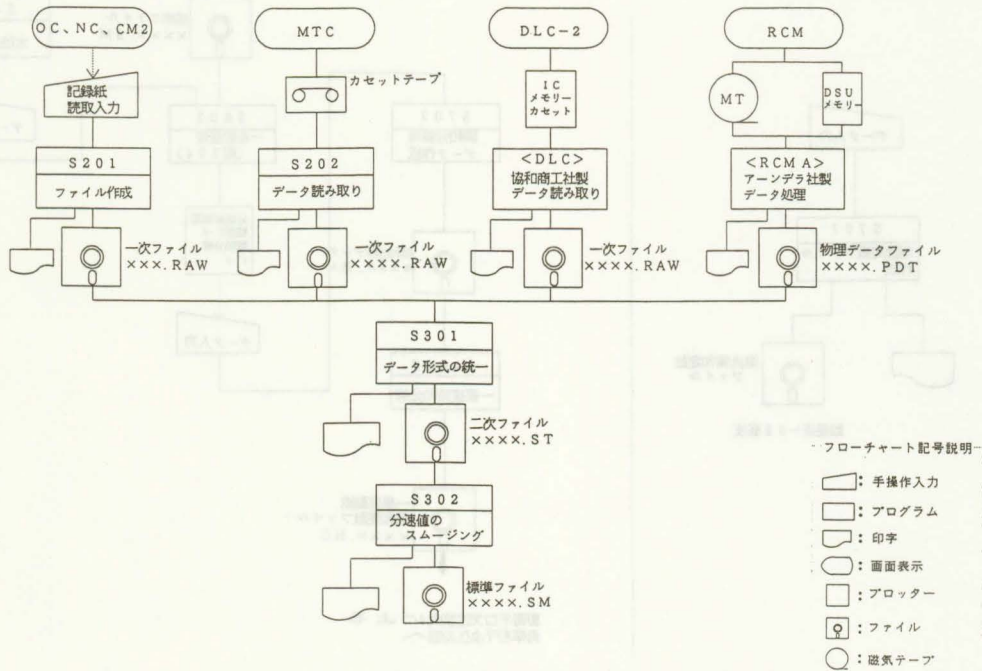 OC、NC、CM2
記録紙
読取入力
S201
ファイル作成
一次ファイル
×××.RAW
MTC
カセットテープ
S202
データ読み取り
一次ファイル
××××.RAW
DLC-2
IC
メモリー
カセット
<DLC>
協和商工社製
データ読み取り
一次ファイル
××××.RAW
RCM
MT
DSU
メモリー
<RCMA>
アーンデラ社製
データ処理
物理データファイル
××××.PDT
S301
データ形式の統一
二次ファイル
××××.ST
S302
分速値の
スムージング
標準ファイル
××××.SM
フローチャート記号説明
: 手操作入力
: プログラム
: 印字
: 画面表示
: プロッター
: ファイル
: 磁気テープ